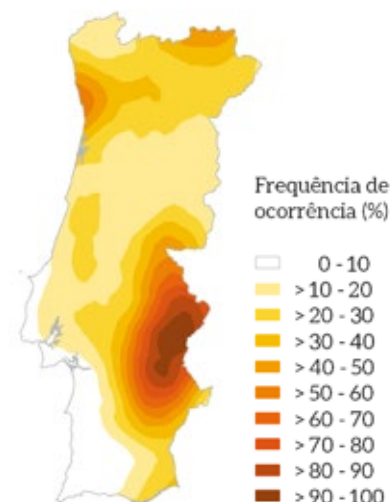 Frequência de
ocorrência (%)
0 - 10
> 10 - 20
> 20 - 30
> 30 - 40
> 40 - 50
> 50 - 60
> 60 - 70
> 70 - 80
> 80 - 90
> 90 - 100